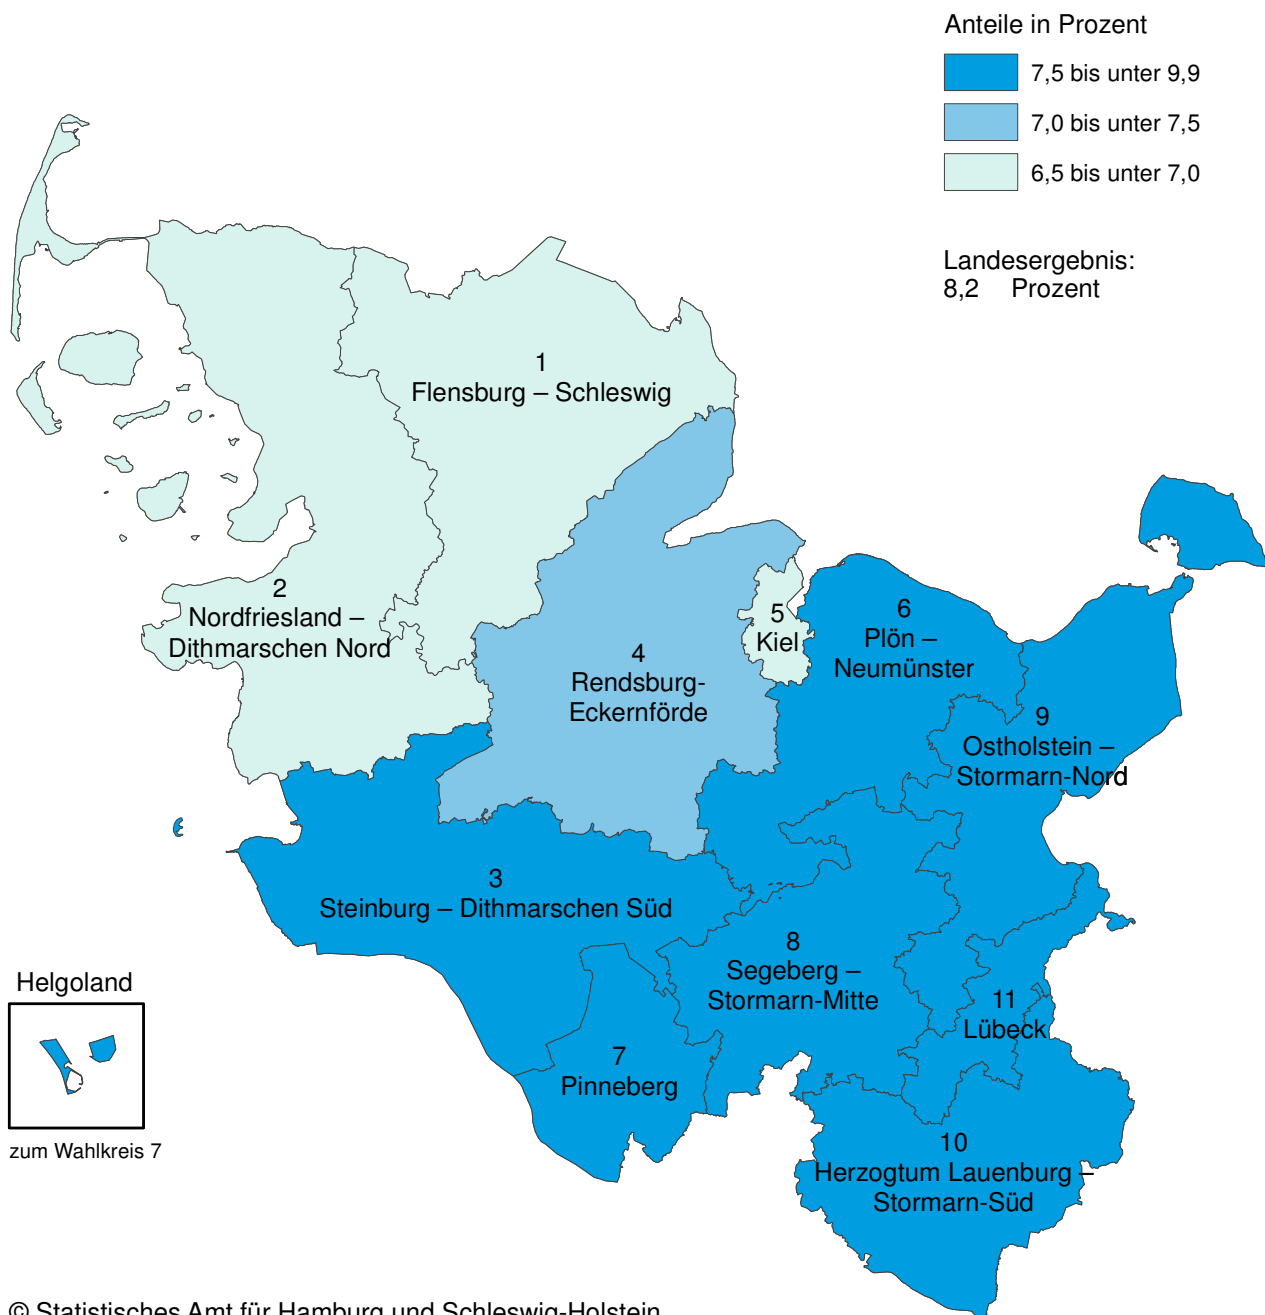 Anteile in Prozent
7,5 bis unter 9,9
7,0 bis unter 7,5
6,5 bis unter 7,0
Landesergebnis:
8,2 Prozent
1
Flensburg – Schleswig
2
Nordfriesland –
Dithmarschen Nord
4
Rendsburg-
Eckernförde
5
Kiel
6
Plön –
Neumünster
9
Ostholstein –
Stormarn-Nord
3
Steinburg – Dithmarschen Süd
8
Segeberg –
Stormarn-Mitte
11
Lübeck
7
Pinneberg
10
Herzogtum Lauenburg –
Stormarn-Süd
Helgoland
zum Wahlkreis 7
© Statistisches Amt für Hamburg und Schleswig-Holstein